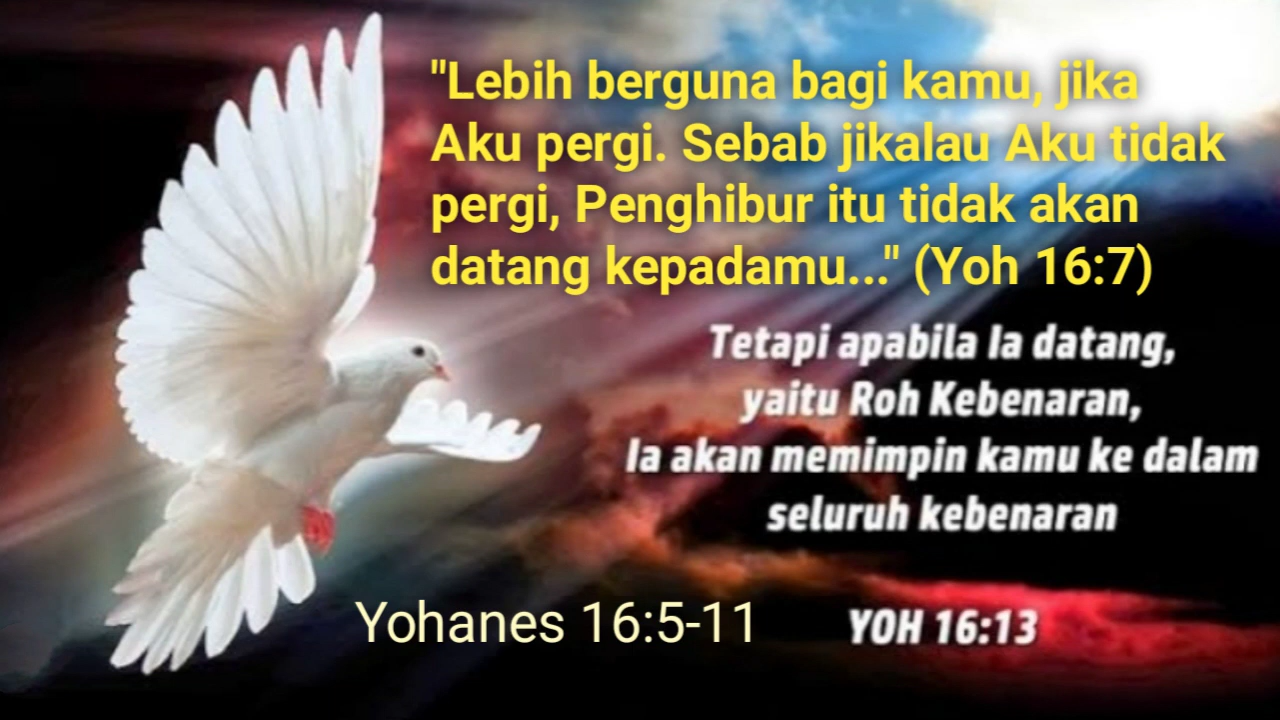 "Lebih berguna bagi kamu, jika
Aku pergi. Sebab jikalau Aku tidak
pergi, Penghibur itu tidak akan
datang kepadamu..." (Yoh 16:7)
Tetapi apabila Ia datang,
yaitu Roh Kebenaran,
Ia akan memimpin kamu ke dalam
seluruh kebenaran
Yohanes 16:5-11
YOH 16:13